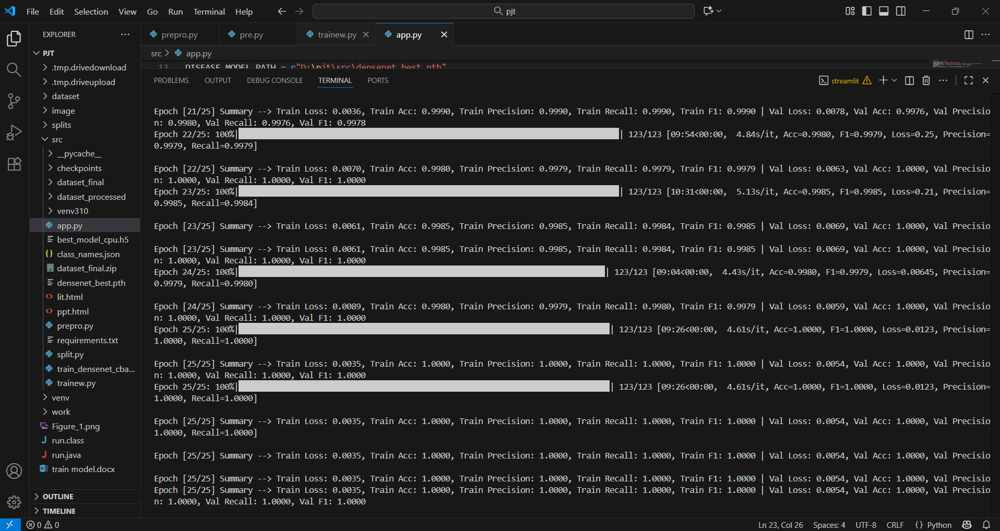 File Edit Selection View Go Run Terminal Help
pjt
EXPLORER
PJT
.tmp.drivedownload
.tmp.driveupload
dataset
image
splits
src
__pycache__
checkpoints
dataset_final
dataset_processed
venv310
app.py
best_model_cpu.h5
class_names.json
dataset_final.zip
densenet_best.pth
lit.html
ppt.html
prepro.py
requirements.txt
split.py
train_densenet_cba...
trainew.py
venv
work
Figure_1.png
run.class
run.java
train model.docx
OUTLINE
TIMELINE
prepro.py pre.py trainew.py app.py
src > app.py
13 DISEASE_MODEL_PATH = r"D:\pjt\src\densenet_best.pth"
PROBLEMS OUTPUT DEBUG CONSOLE TERMINAL PORTS
streamlit
Epoch [21/25] Summary --> Train Loss: 0.0036, Train Acc: 0.9990, Train Precision: 0.9990, Train Recall: 0.9990, Train F1: 0.9990 | Val Loss: 0.0078, Val Acc: 0.9976, Val Precisio
n: 0.9980, Val Recall: 0.9976, Val F1: 0.9978
Epoch 22/25: 100%| | 123/123 [09:54<00:00, 4.84s/it, Acc=0.9980, F1=0.9979, Loss=0.25, Precision=
0.9979, Recall=0.9979]
Epoch [22/25] Summary --> Train Loss: 0.0070, Train Acc: 0.9980, Train Precision: 0.9979, Train Recall: 0.9979, Train F1: 0.9979 | Val Loss: 0.0063, Val Acc: 1.0000, Val Precisio
n: 1.0000, Val Recall: 1.0000, Val F1: 1.0000
Epoch 23/25: 100%| | 123/123 [10:31<00:00, 5.13s/it, Acc=0.9985, F1=0.9985, Loss=0.21, Precision=
0.9985, Recall=0.9984]
Epoch [23/25] Summary --> Train Loss: 0.0061, Train Acc: 0.9985, Train Precision: 0.9985, Train Recall: 0.9984, Train F1: 0.9985 | Val Loss: 0.0069, Val Acc: 1.0000, Val Precisio
Epoch [23/25] Summary --> Train Loss: 0.0061, Train Acc: 0.9985, Train Precision: 0.9985, Train Recall: 0.9984, Train F1: 0.9985 | Val Loss: 0.0069, Val Acc: 1.0000, Val Precisio
n: 1.0000, Val Recall: 1.0000, Val F1: 1.0000
Epoch 24/25: 100%| | 123/123 [09:04<00:00, 4.43s/it, Acc=0.9980, F1=0.9979, Loss=0.00645, Precision=
0.9979, Recall=0.9980]
Epoch [24/25] Summary --> Train Loss: 0.0089, Train Acc: 0.9980, Train Precision: 0.9979, Train Recall: 0.9980, Train F1: 0.9979 | Val Loss: 0.0059, Val Acc: 1.0000, Val Precisio
n: 1.0000, Val Recall: 1.0000, Val F1: 1.0000
Epoch 25/25: 100%| | 123/123 [09:26<00:00, 4.61s/it, Acc=1.0000, F1=1.0000, Loss=0.0123, Precision=
1.0000, Recall=1.0000]
Epoch [25/25] Summary --> Train Loss: 0.0035, Train Acc: 1.0000, Train Precision: 1.0000, Train Recall: 1.0000, Train F1: 1.0000 | Val Loss: 0.0054, Val Acc: 1.0000, Val Precisio
n: 1.0000, Val Recall: 1.0000, Val F1: 1.0000
Epoch 25/25: 100%| | 123/123 [09:26<00:00, 4.61s/it, Acc=1.0000, F1=1.0000, Loss=0.0123, Precision=
1.0000, Recall=1.0000]
Epoch [25/25] Summary --> Train Loss: 0.0035, Train Acc: 1.0000, Train Precision: 1.0000, Train Recall: 1.0000, Train F1: 1.0000 | Val Loss: 0.0054, Val Acc: 1.0000, Val Precisio
1.0000, Recall=1.0000]
Epoch [25/25] Summary --> Train Loss: 0.0035, Train Acc: 1.0000, Train Precision: 1.0000, Train Recall: 1.0000, Train F1: 1.0000 | Val Loss: 0.0054, Val Acc: 1.0000, Val Precisio
Epoch [25/25] Summary --> Train Loss: 0.0035, Train Acc: 1.0000, Train Precision: 1.0000, Train Recall: 1.0000, Train F1: 1.0000 | Val Loss: 0.0054, Val Acc: 1.0000, Val Precisio
Epoch [25/25] Summary --> Train Loss: 0.0035, Train Acc: 1.0000, Train Precision: 1.0000, Train Recall: 1.0000, Train F1: 1.0000 | Val Loss: 0.0054, Val Acc: 1.0000, Val Precisio
n: 1.0000, Val Recall: 1.0000, Val F1: 1.0000
0 0 Ln 23, Col 26 Spaces: 4 UTF-8 CRLF {} Python